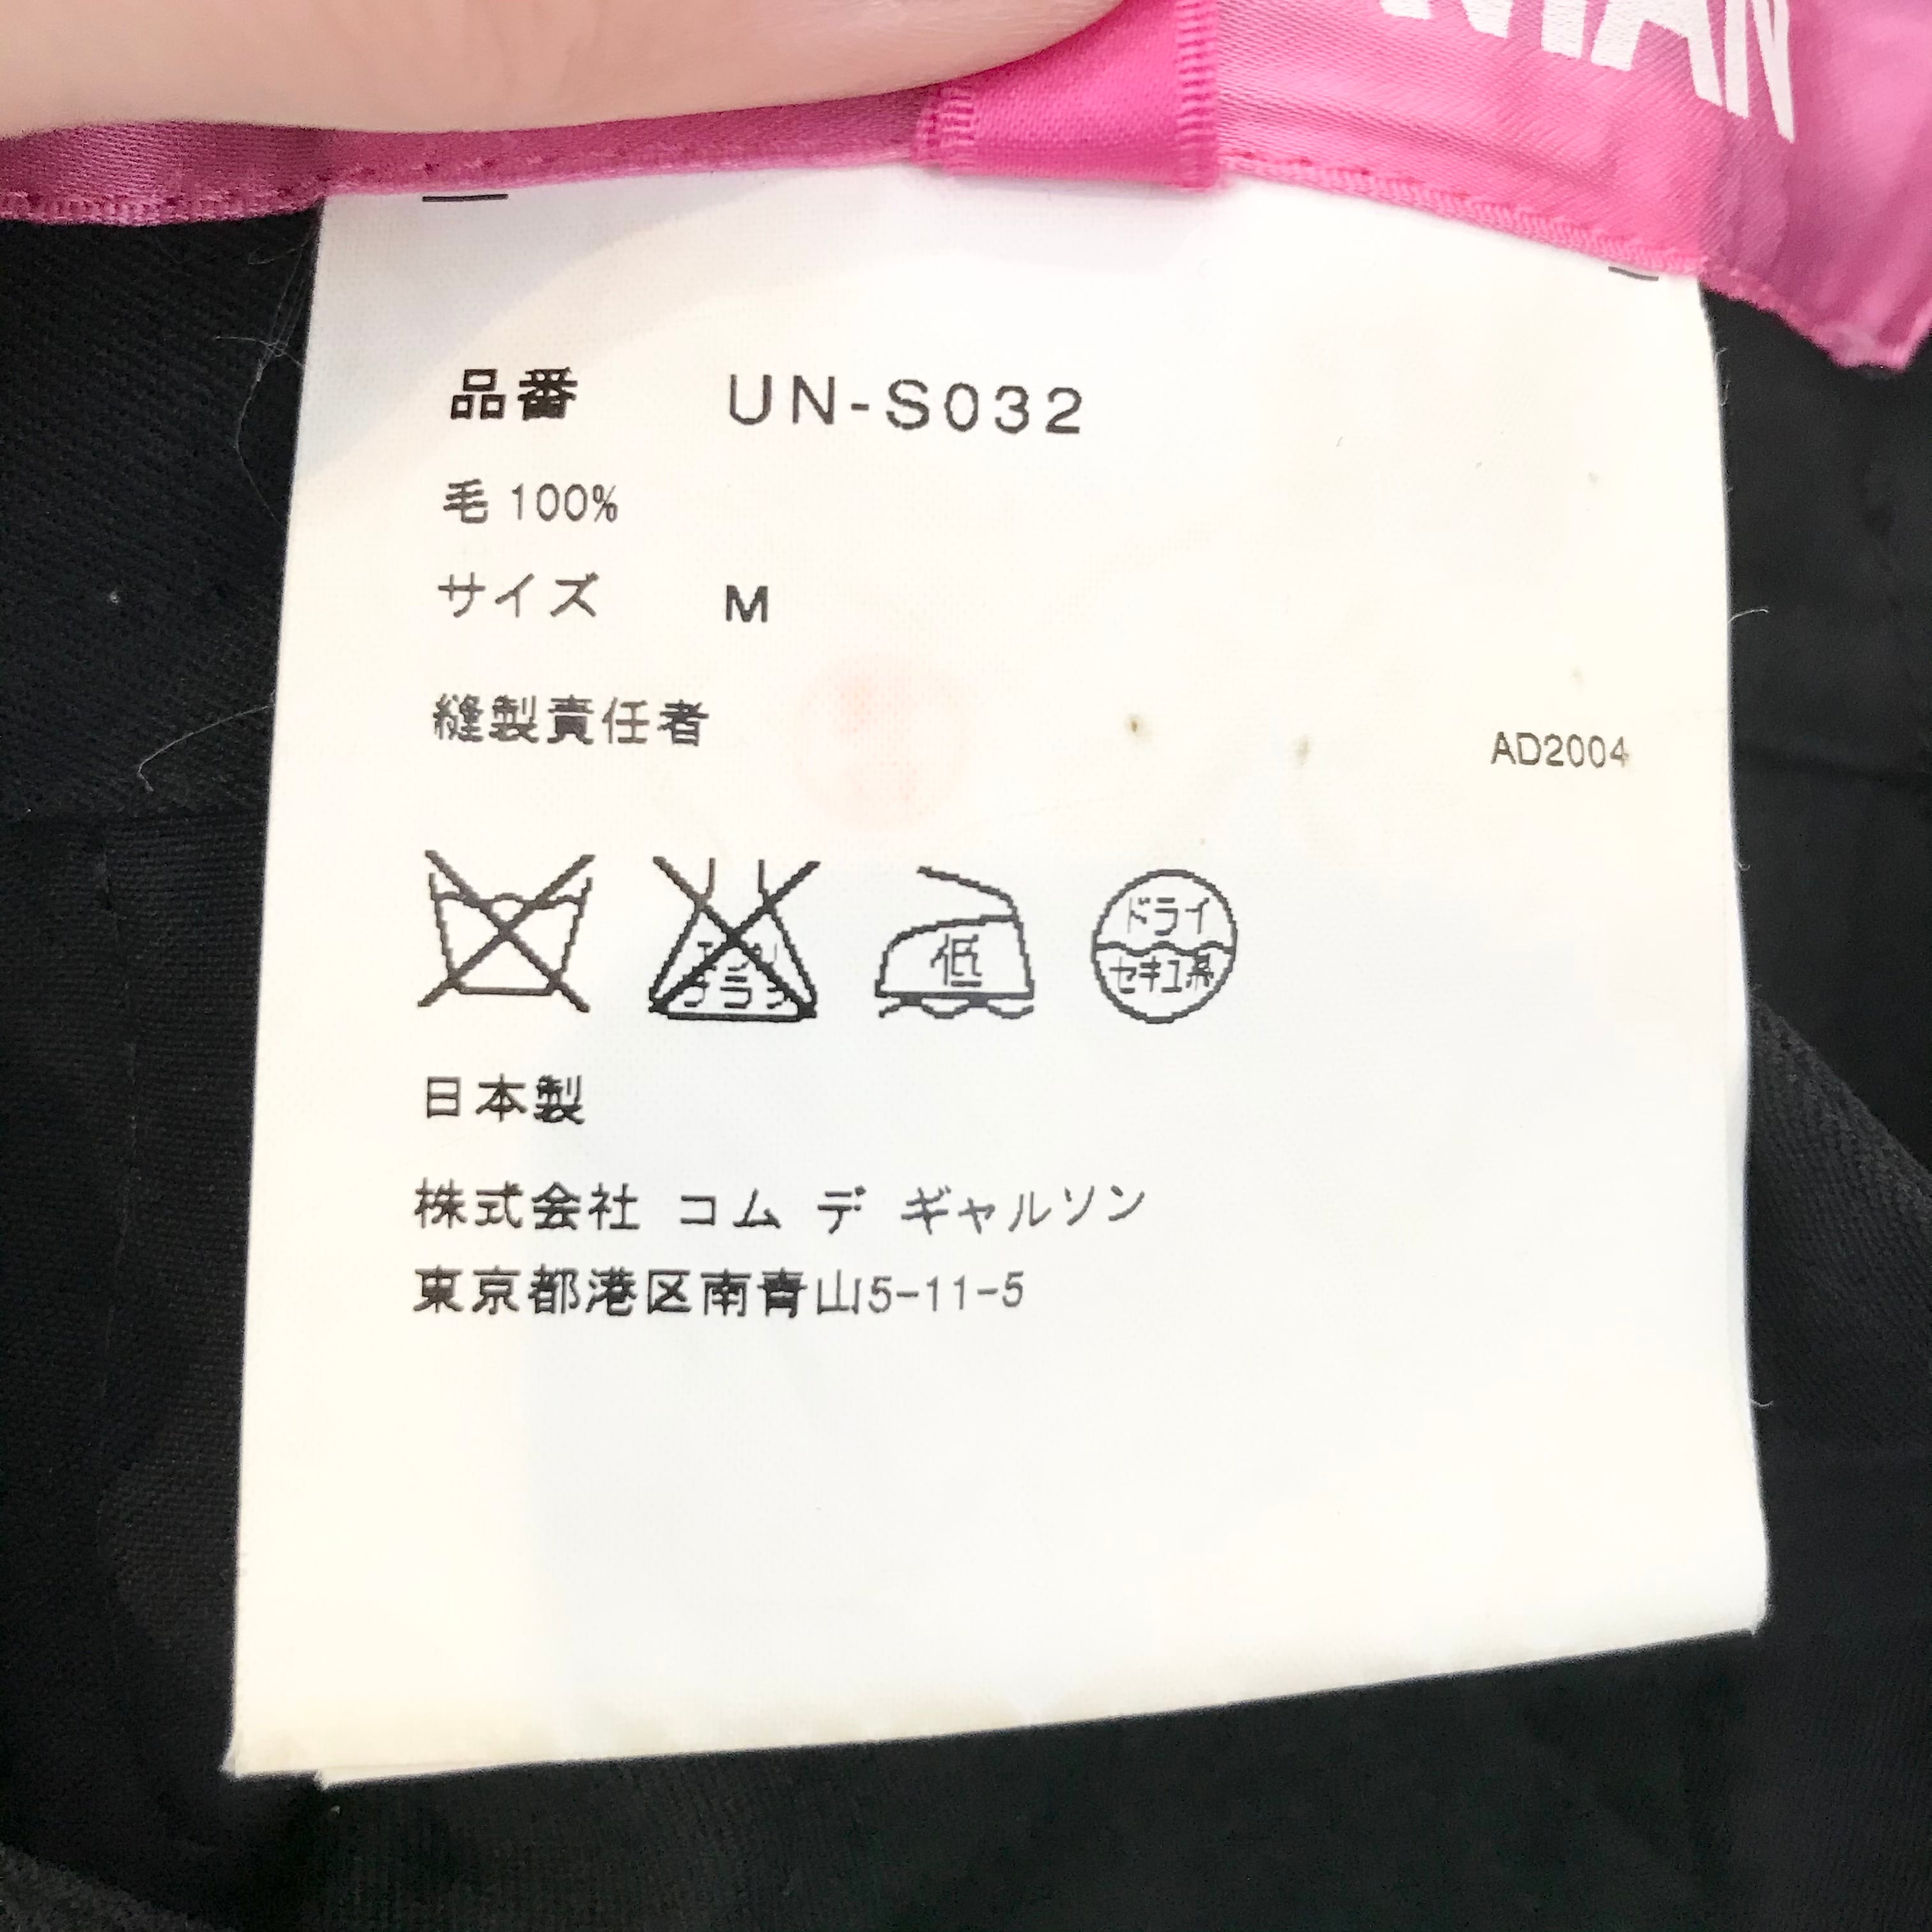 品番 UN-S032
毛 100%
サイズ M
縫製責任者
AD2004
低
ドライ
セキユ系
日本製
株式会社 コム デ ギャルソン
東京都港区南青山5-11-5